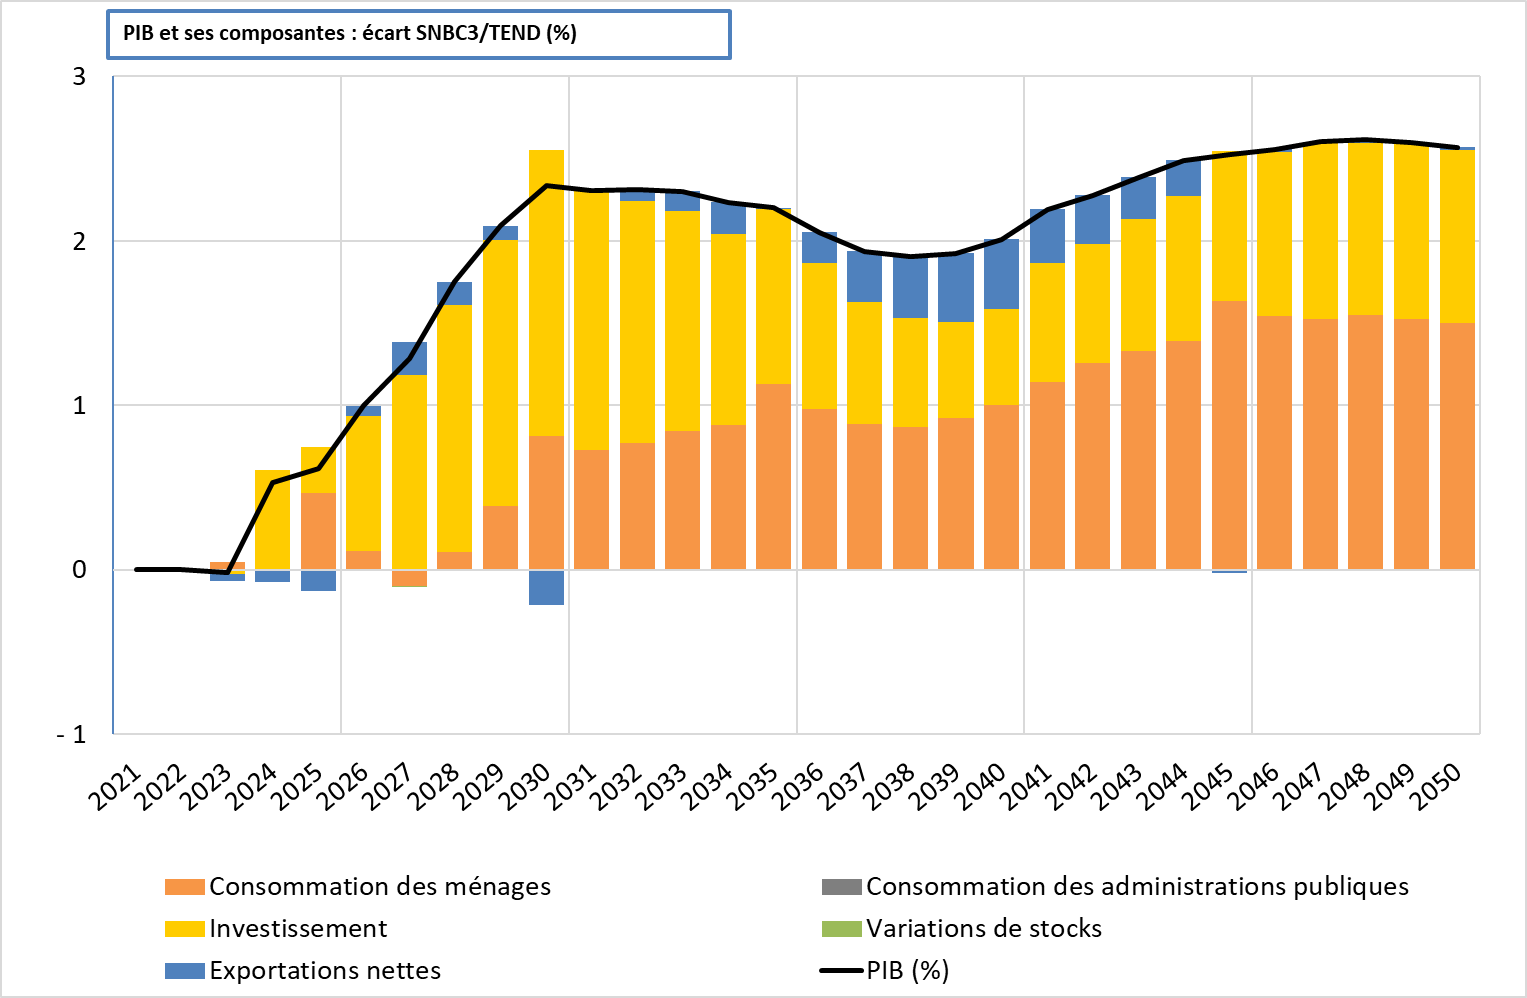 PIB et ses composantes : écart SNBC3/TEND (%)
3
2
1
0
- 1
2021 2022 2023 2024 2025 2026 2027 2028 2029 2030 2031 2032 2033 2034 2035 2036 2037 2038 2039 2040 2041 2042 2043 2044 2045 2046 2047 2048 2049 2050
Consommation des ménages
Consommation des administrations publiques
Investissement
Variations de stocks
Exportations nettes
PIB (%)